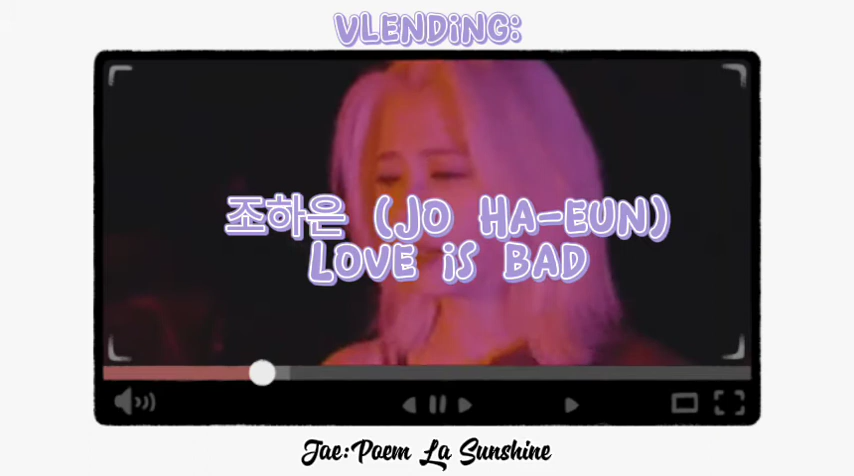 VLENDiNG:
조하은 (JO HA-EUN)
LOVE iS BAD
Jae:Poem La Sunshine